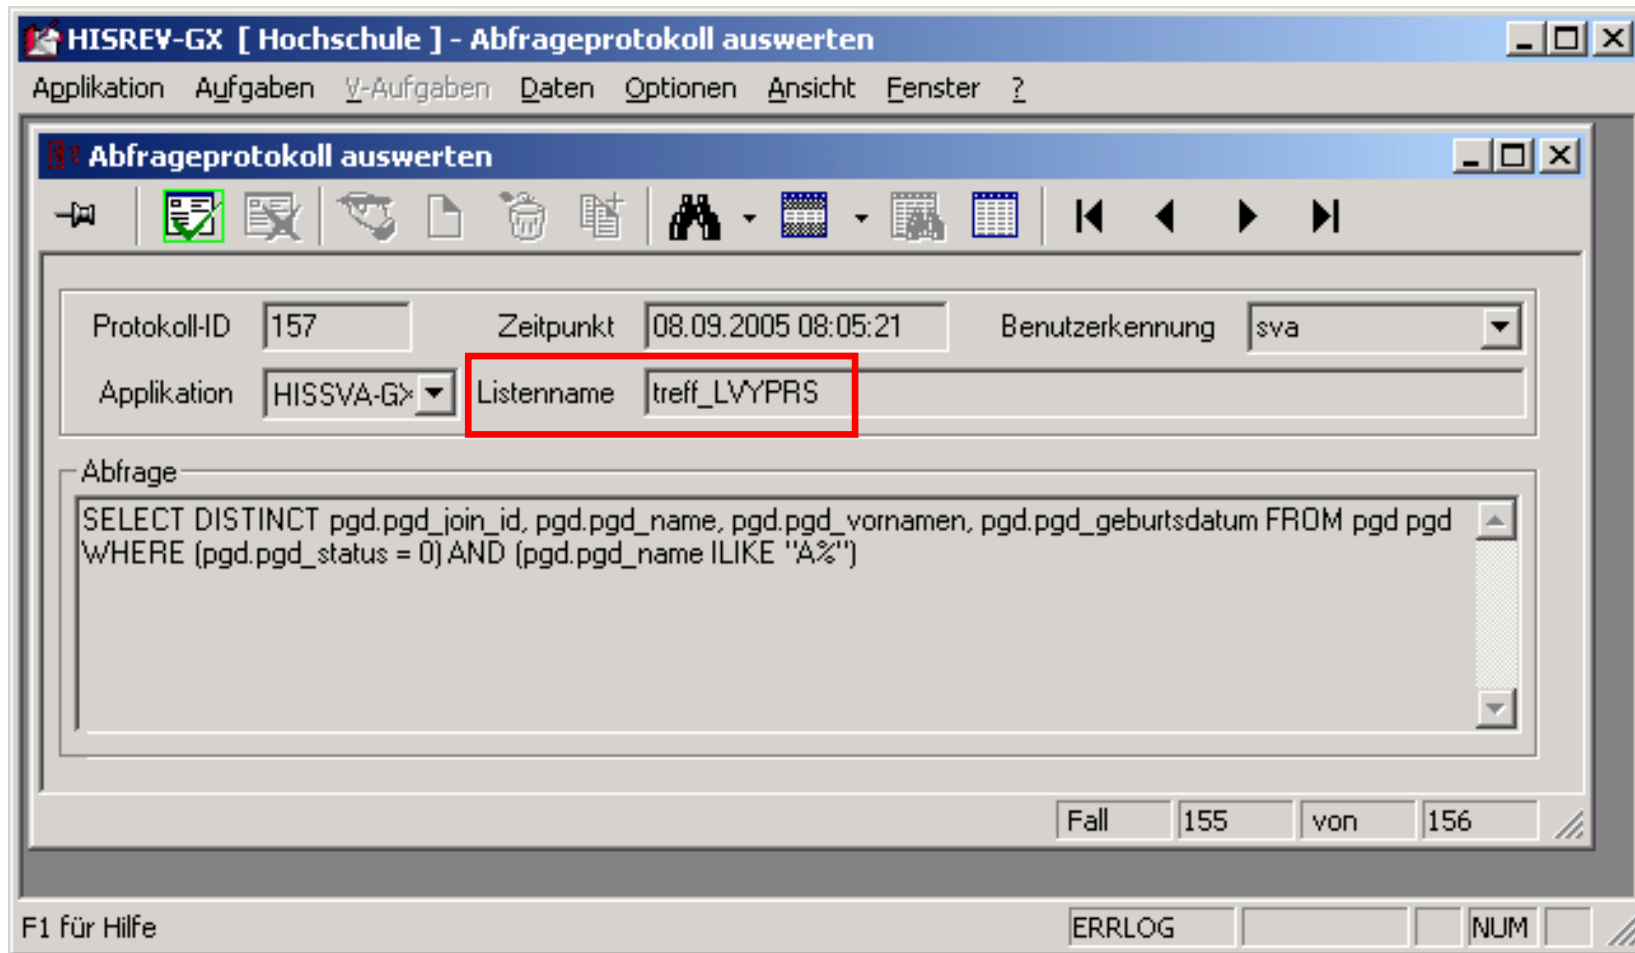 HISREV-GX [ Hochschule ] - Abfrageprotokoll auswerten
Applikation Aufgaben V-Aufgaben Daten Optionen Ansicht Fenster ?
Abfrageprotokoll auswerten
Protokoll-ID 157 Zeitpunkt 08.09.2005 08:05:21 Benutzerkennung sva
Applikation HISSVA-GX Listenname treff_LVYPRS
Abfrage
SELECT DISTINCT pgd.pgd_join_id, pgd.pgd_name, pgd.pgd_vornamen, pgd.pgd_geburtsdatum FROM pgd pgd
WHERE (pgd.pgd_status = 0) AND (pgd.pgd_name ILIKE "A%")
Fall 155 von 156
F1 für Hilfe ERRLOG NUM